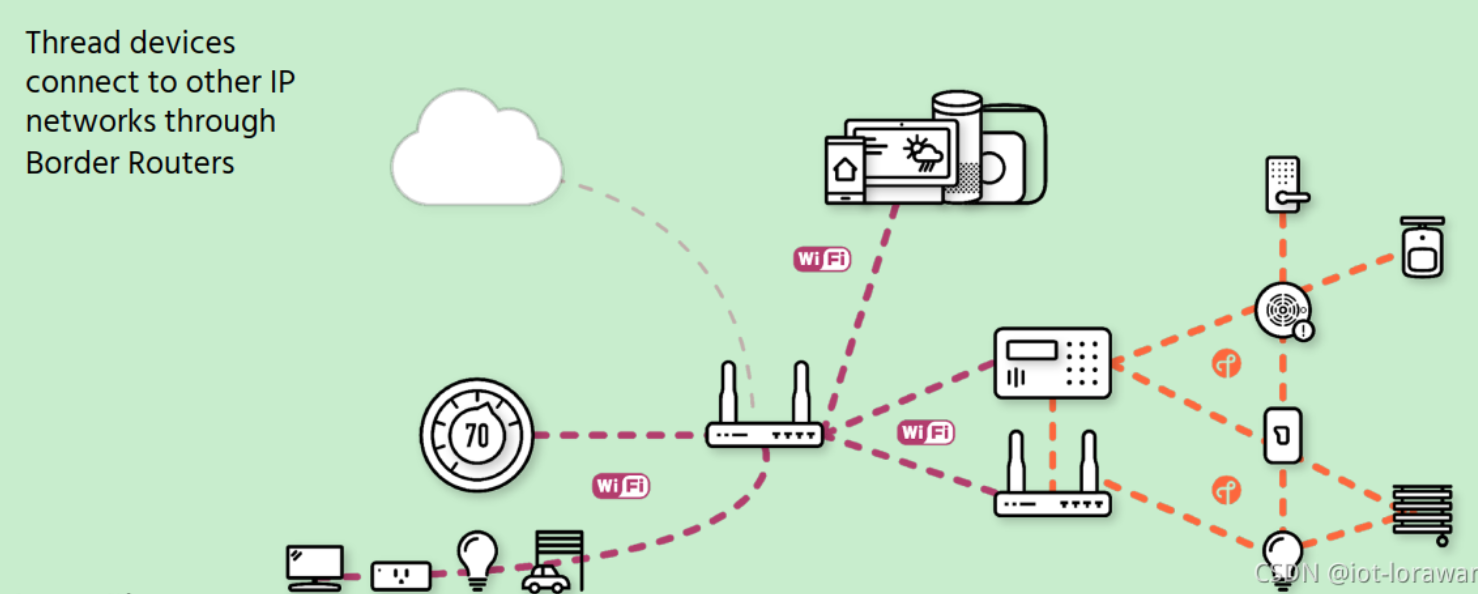 Thread devices
connect to other IP
networks through
Border Routers
WiFi
WiFi
70
WiFi
CSDN @iot-lorawan